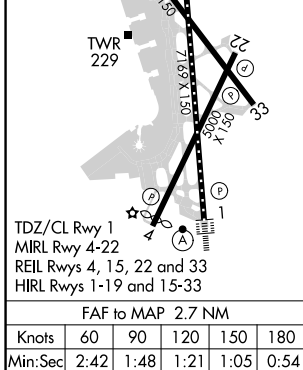 150
TWR
229
7169 X 150
22
P
P
5000
X 150
33
P
P
1
4
A
TDZ/CL Rwy 1
MIRL Rwy 4-22
REIL Rwys 4, 15, 22 and 33
HIRL Rwys 1-19 and 15-33
FAF to MAP 2.7 NM
Knots 60 90 120 150 180
Min:Sec 2:42 1:48 1:21 1:05 0:54